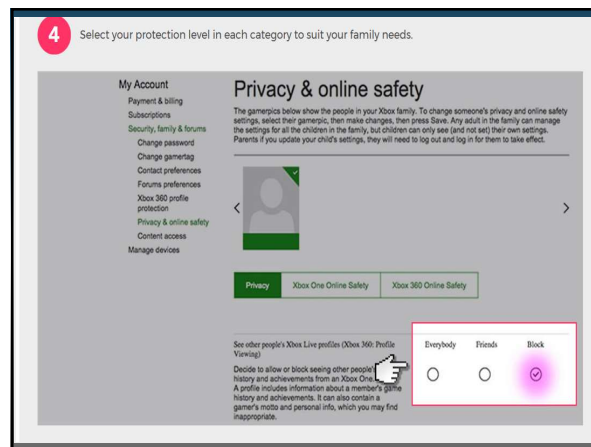 4
Select your protection level in each category to suit your family needs.
My Account
Payment & billing
Subscriptions
Security, family & forums
Change password
Change gamertag
Contact preferences
Forums preferences
Xbox 360 profile
protection
Privacy & online safety
Content access
Manage devices
Privacy & online safety
The gamerpics below show the people in your Xbox family. To change someone's privacy and online safety
settings, select their gamerpic, then make changes, then press Save. Any adult in the family can manage
the settings for all the children in the family, but children can only see (and not set) their own settings.
Parents if you update your child's settings, they will need to log out and log in for them to take effect.
Privacy
Xbox One Online Safety
Xbox 360 Online Safety
See other people's Xbox Live profiles (Xbox 360: Profile
Viewing)
Decide to allow or block seeing other people's
history and achievements from an Xbox One.
A profile includes information about a member's game
history and achievements. It can also contain a
gamer's motto and personal info, which you may find
inappropriate.
Everybody Friends Block